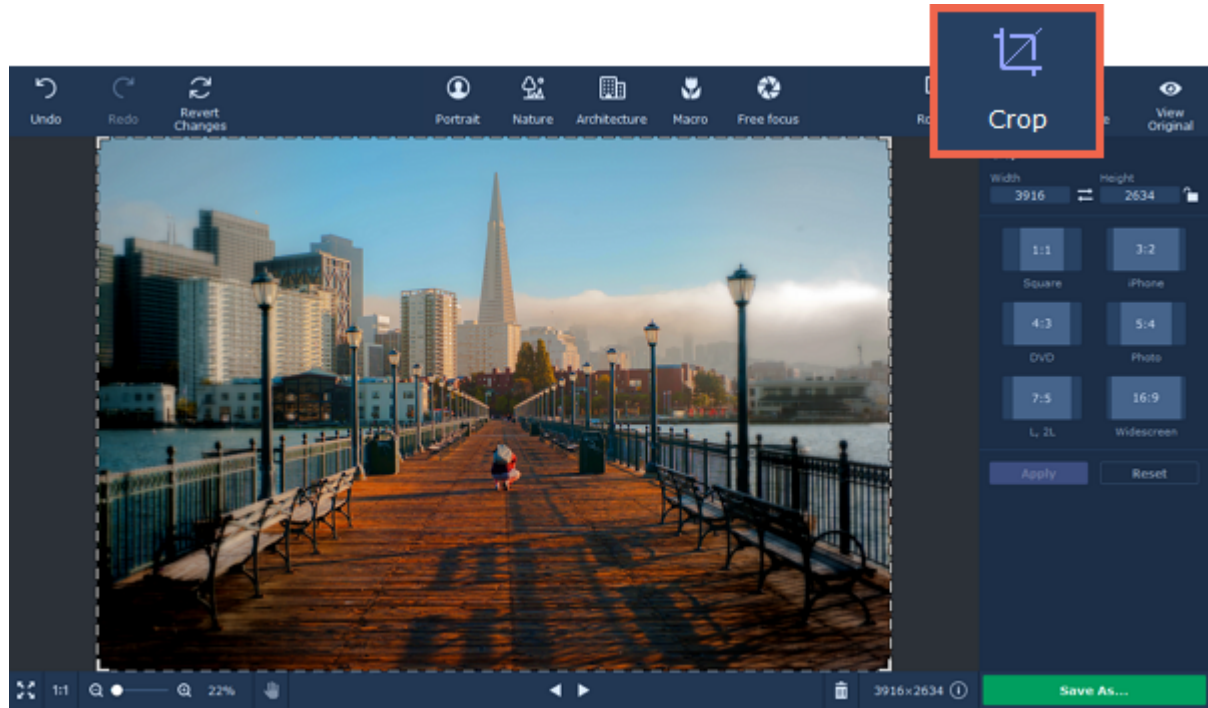 Crop
Undo
Redo
Revert
Changes
Portrait
Nature
Architecture
Macro
Free focus
View
Original
Width
Height
3916
2634
1:1
3:2
Square
iPhone
4:3
5:4
DVD
Photo
7:5
16:9
L, 2L
Widescreen
Apply
Reset
1:1
22%
3916×2634
Save As...